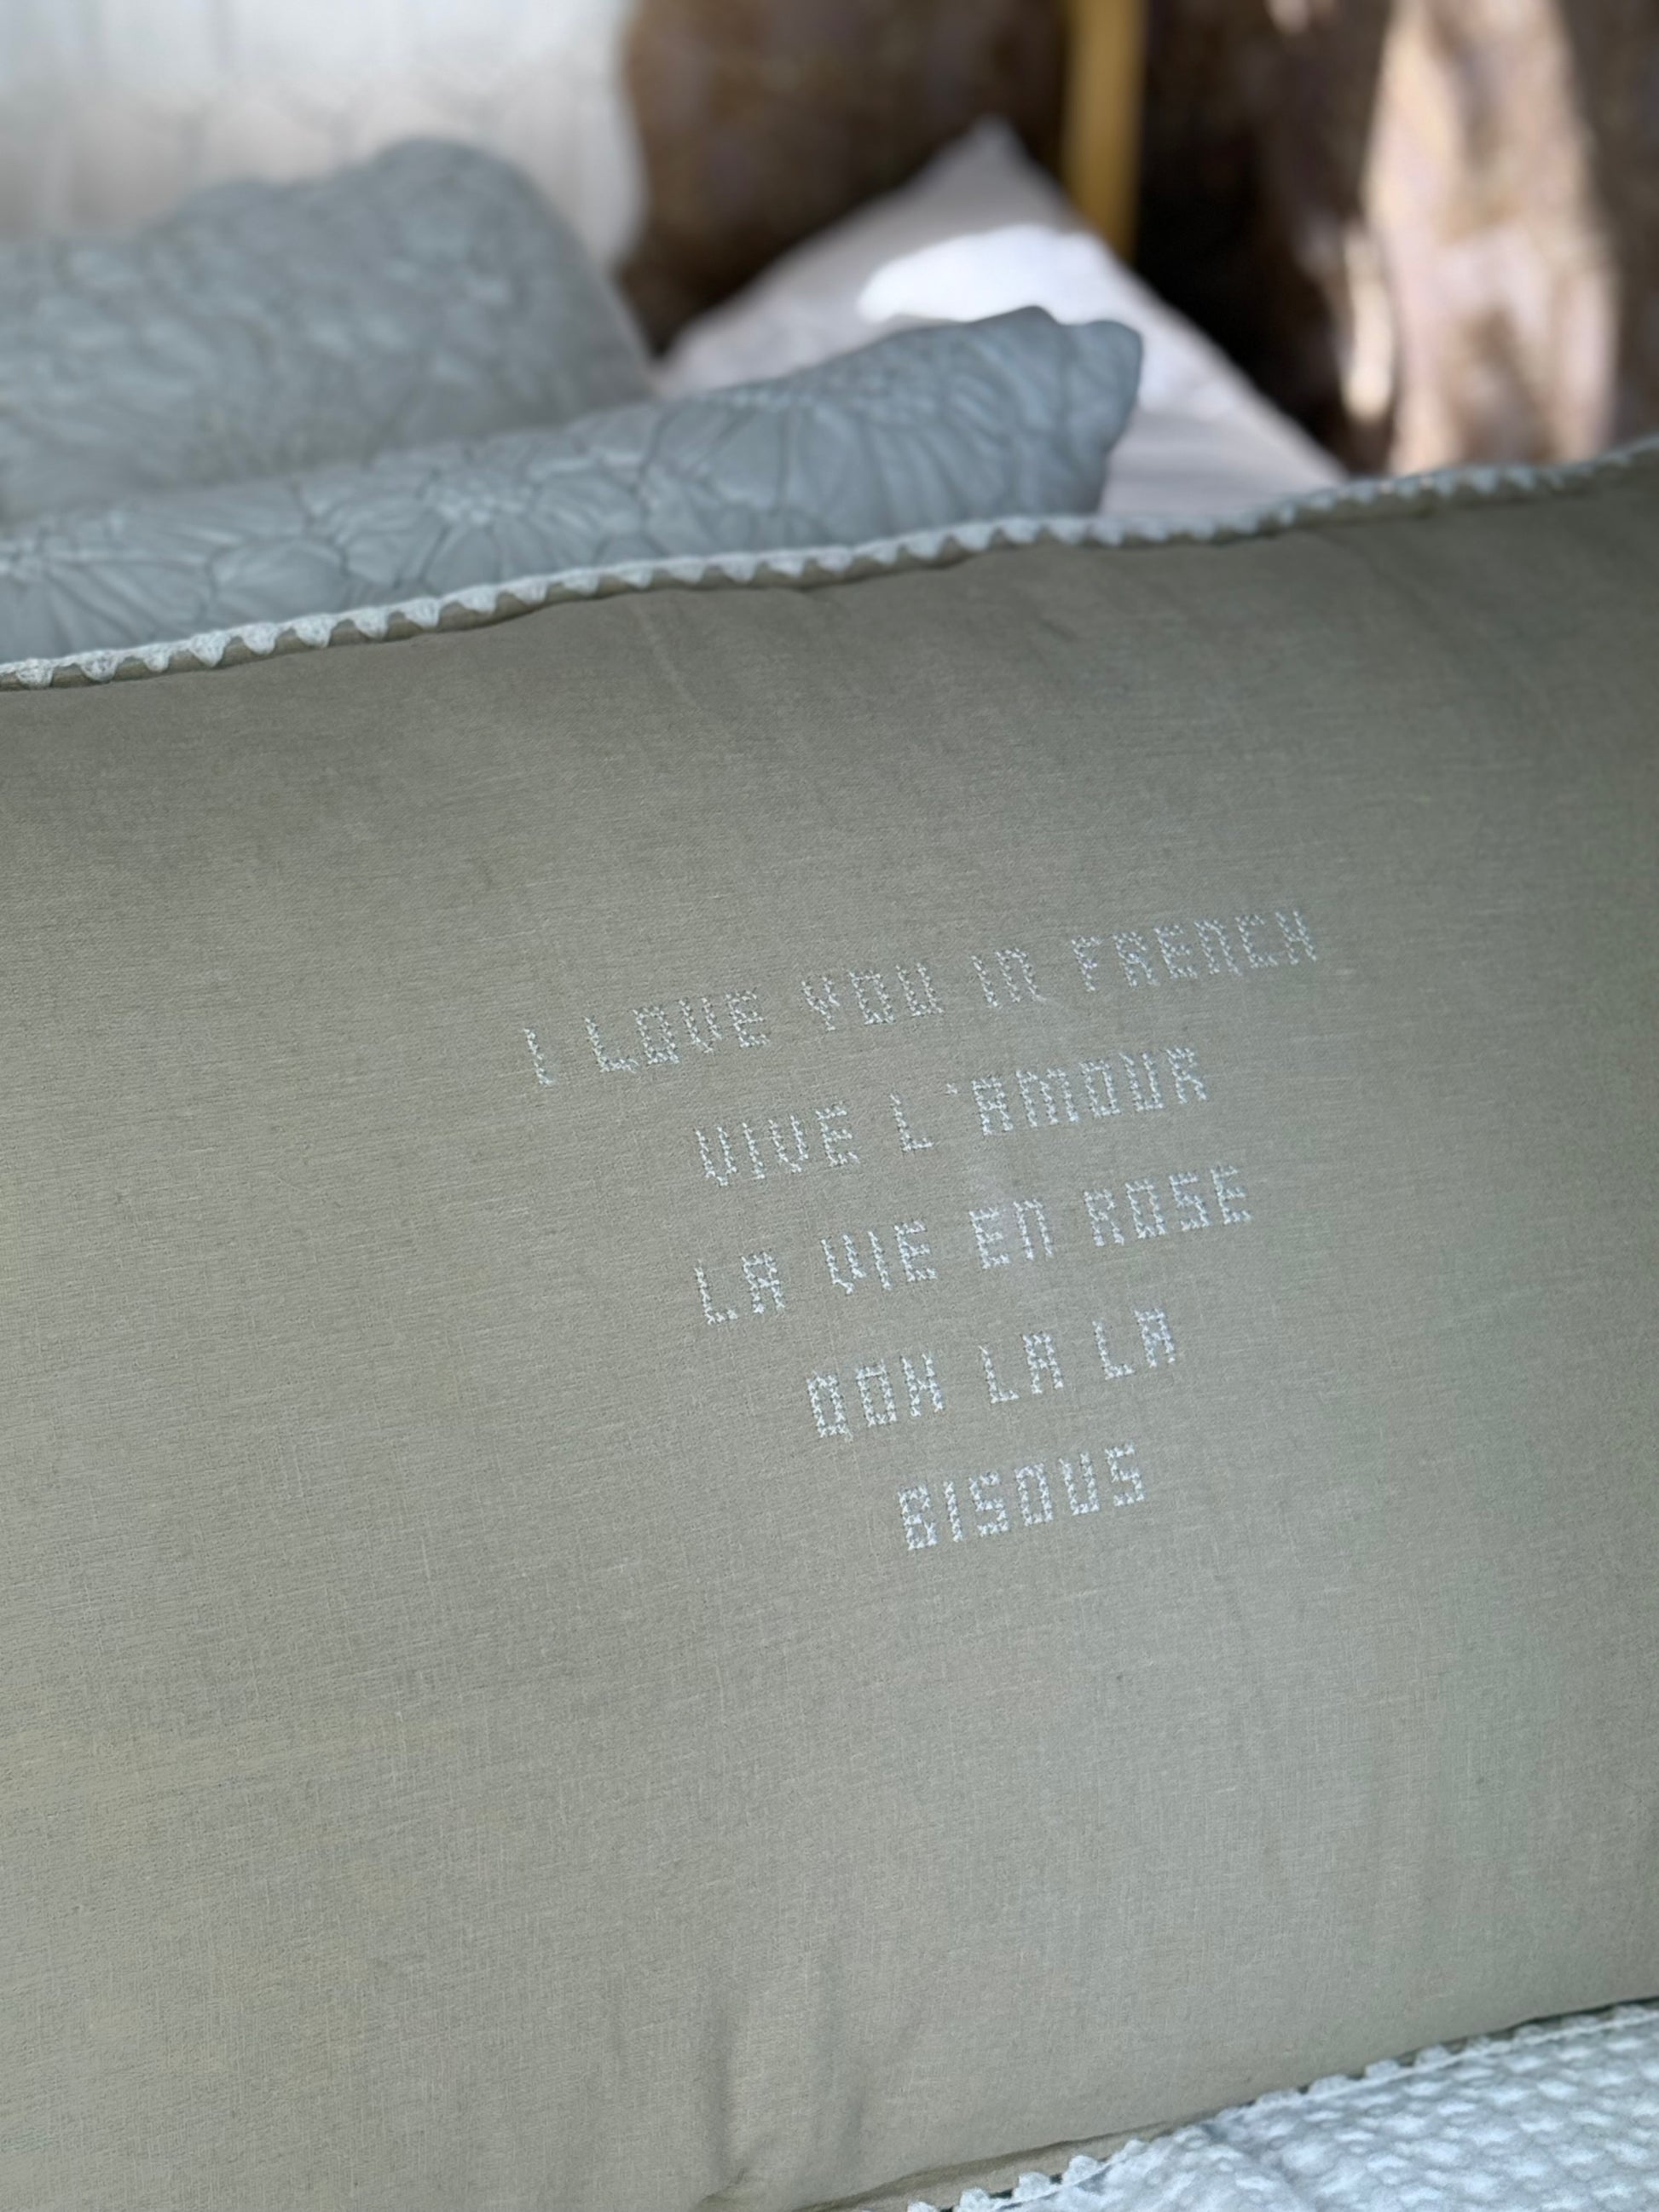 I LOVE YOU IN FRENCH
VIVE L'AMOUR
LA VIE EN ROSE
OOH LA LA
BISOUS